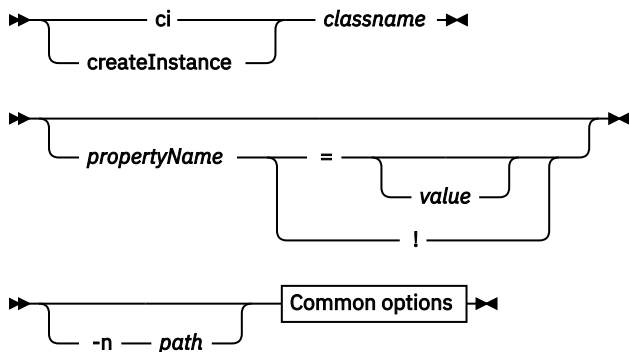 ci classname
createInstance
propertyName = value
!
-n path Common options